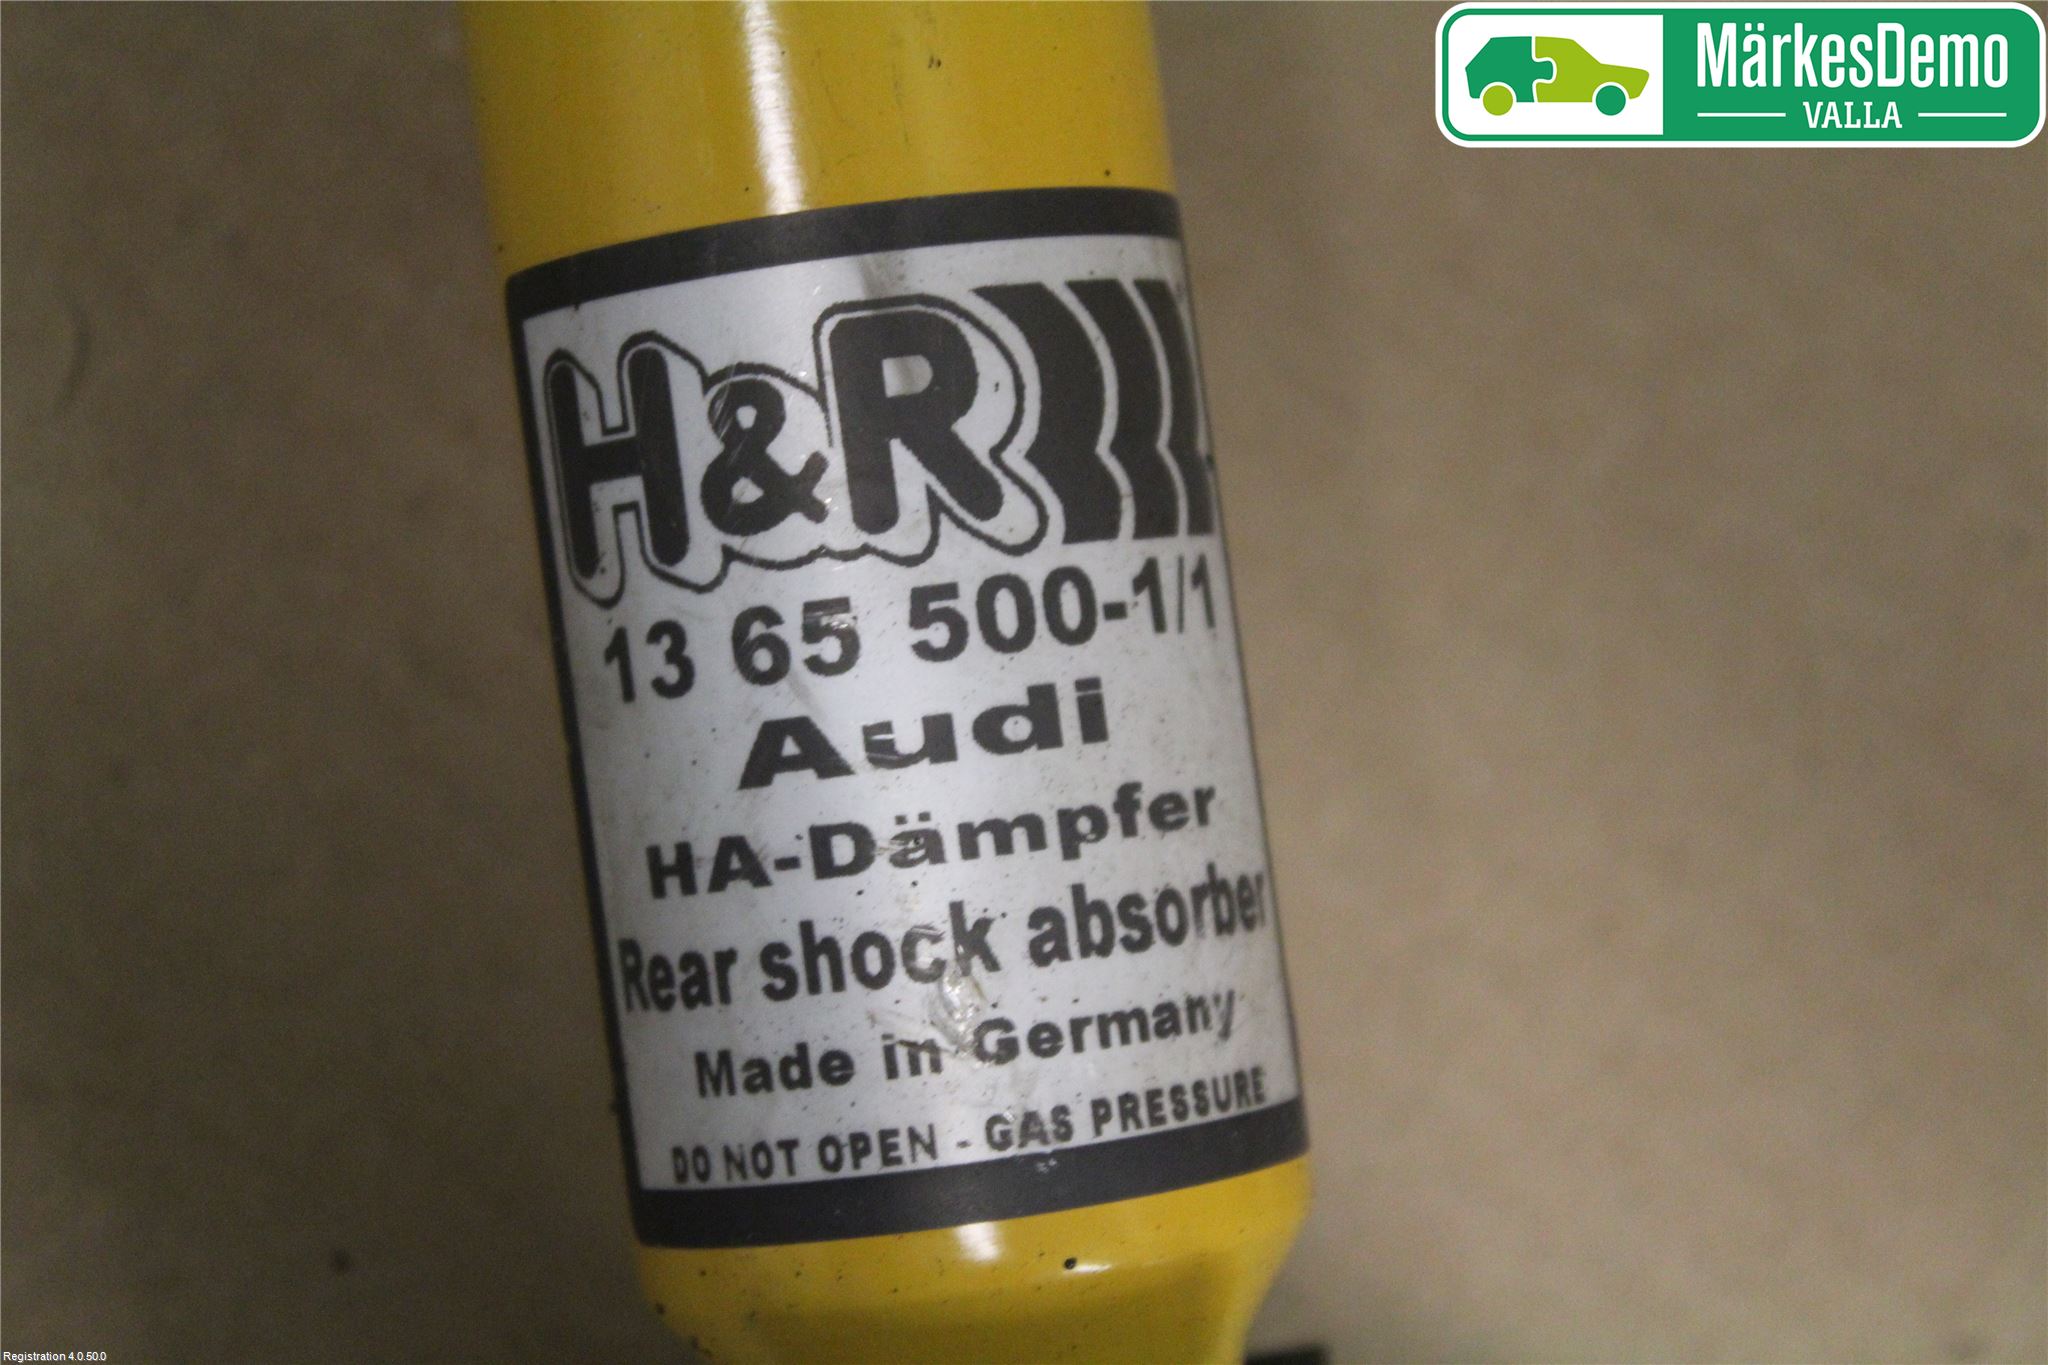 MärkesDemo
VALLA
H&R
13 65 500-1/1
Audi
HA-Dämpfer
Rear shock absorber
Made in Germany
DO NOT OPEN - GAS PRESSURE
Registration 4.0.50.0